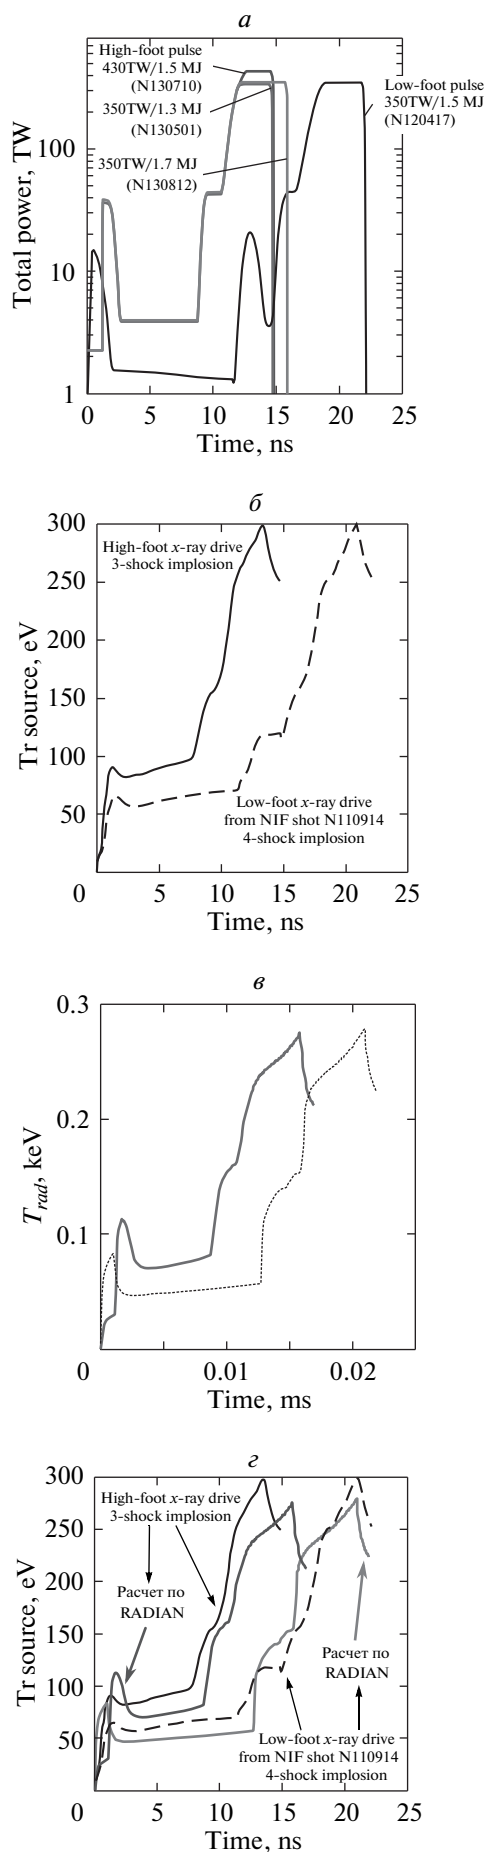 а
High-foot pulse
430TW/1.5 MJ
(N130710)
350TW/1.3 MJ
(N130501)
350TW/1.7 MJ
(N130812)
Low-foot pulse
350TW/1.5 MJ
(N120417)
Total power, TW
100
10
1
0 5 10 15 20 25
Time, ns
б
High-foot x-ray drive
3-shock implosion
Low-foot x-ray drive
from NIF shot N110914
4-shock implosion
Tr source, eV
300
250
200
150
100
50
0 5 10 15 20 25
Time, ns
в
T_rad, keV
0.3
0.2
0.1
0 0.01 0.02
Time, ms
г
High-foot x-ray drive
3-shock implosion
Расчет по
RADIAN
Расчет по
RADIAN
Low-foot x-ray drive
from NIF shot N110914
4-shock implosion
Tr source, eV
300
250
200
150
100
50
0 5 10 15 20 25
Time, ns